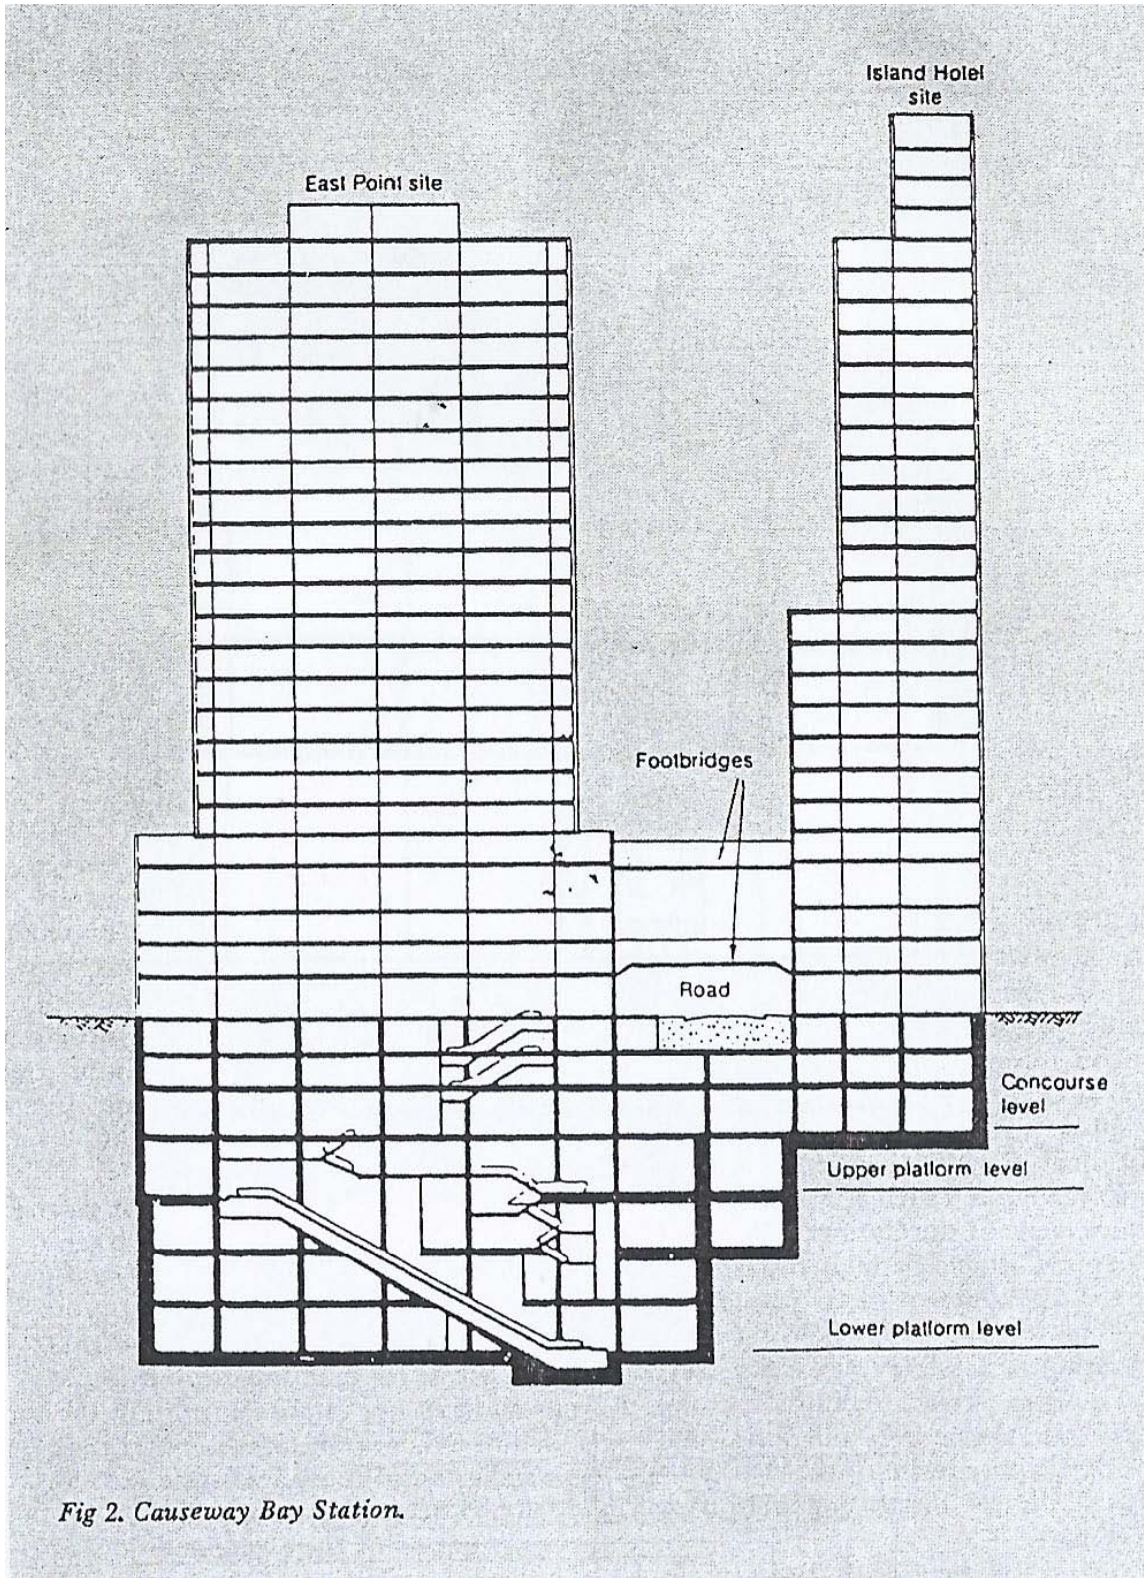 Island Hotel
site
East Point site
Footbridges
Road
Concourse
level
Upper platform level
Lower platform level
Fig 2. Causeway Bay Station.